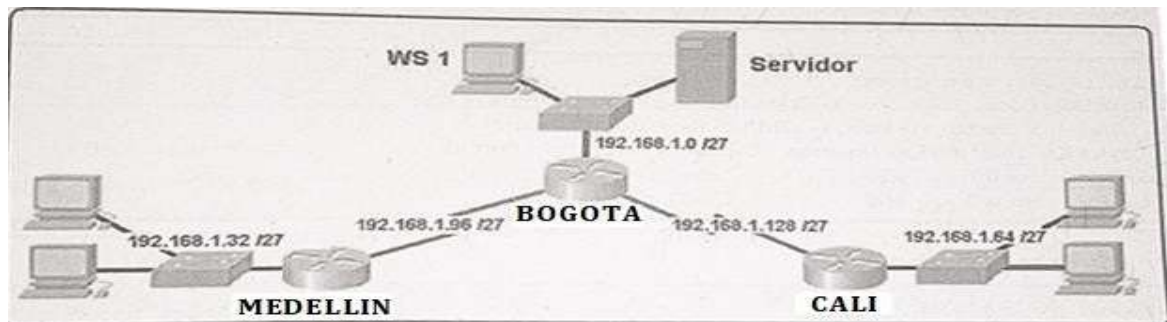 WS 1
Servidor
192.168.1.0 /27
BOGOTA
192.168.1.96 /27
192.168.1.128 /27
192.168.1.32 /27
192.168.1.64 /27
MEDELLIN
CALI